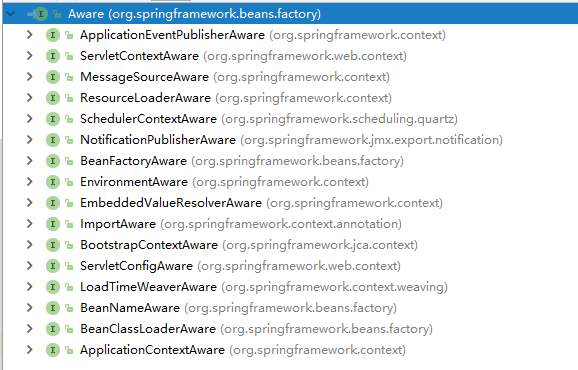 Aware (org.springframework.beans.factory)
ApplicationEventPublisherAware (org.springframework.context)
ServletContextAware (org.springframework.web.context)
MessageSourceAware (org.springframework.context)
ResourceLoaderAware (org.springframework.context)
SchedulerContextAware (org.springframework.scheduling.quartz)
NotificationPublisherAware (org.springframework.jmx.export.notification)
BeanFactoryAware (org.springframework.beans.factory)
EnvironmentAware (org.springframework.context)
EmbeddedValueResolverAware (org.springframework.context)
ImportAware (org.springframework.context.annotation)
BootstrapContextAware (org.springframework.jca.context)
ServletConfigAware (org.springframework.web.context)
LoadTimeWeaverAware (org.springframework.context.weaving)
BeanNameAware (org.springframework.beans.factory)
BeanClassLoaderAware (org.springframework.beans.factory)
ApplicationContextAware (org.springframework.context)